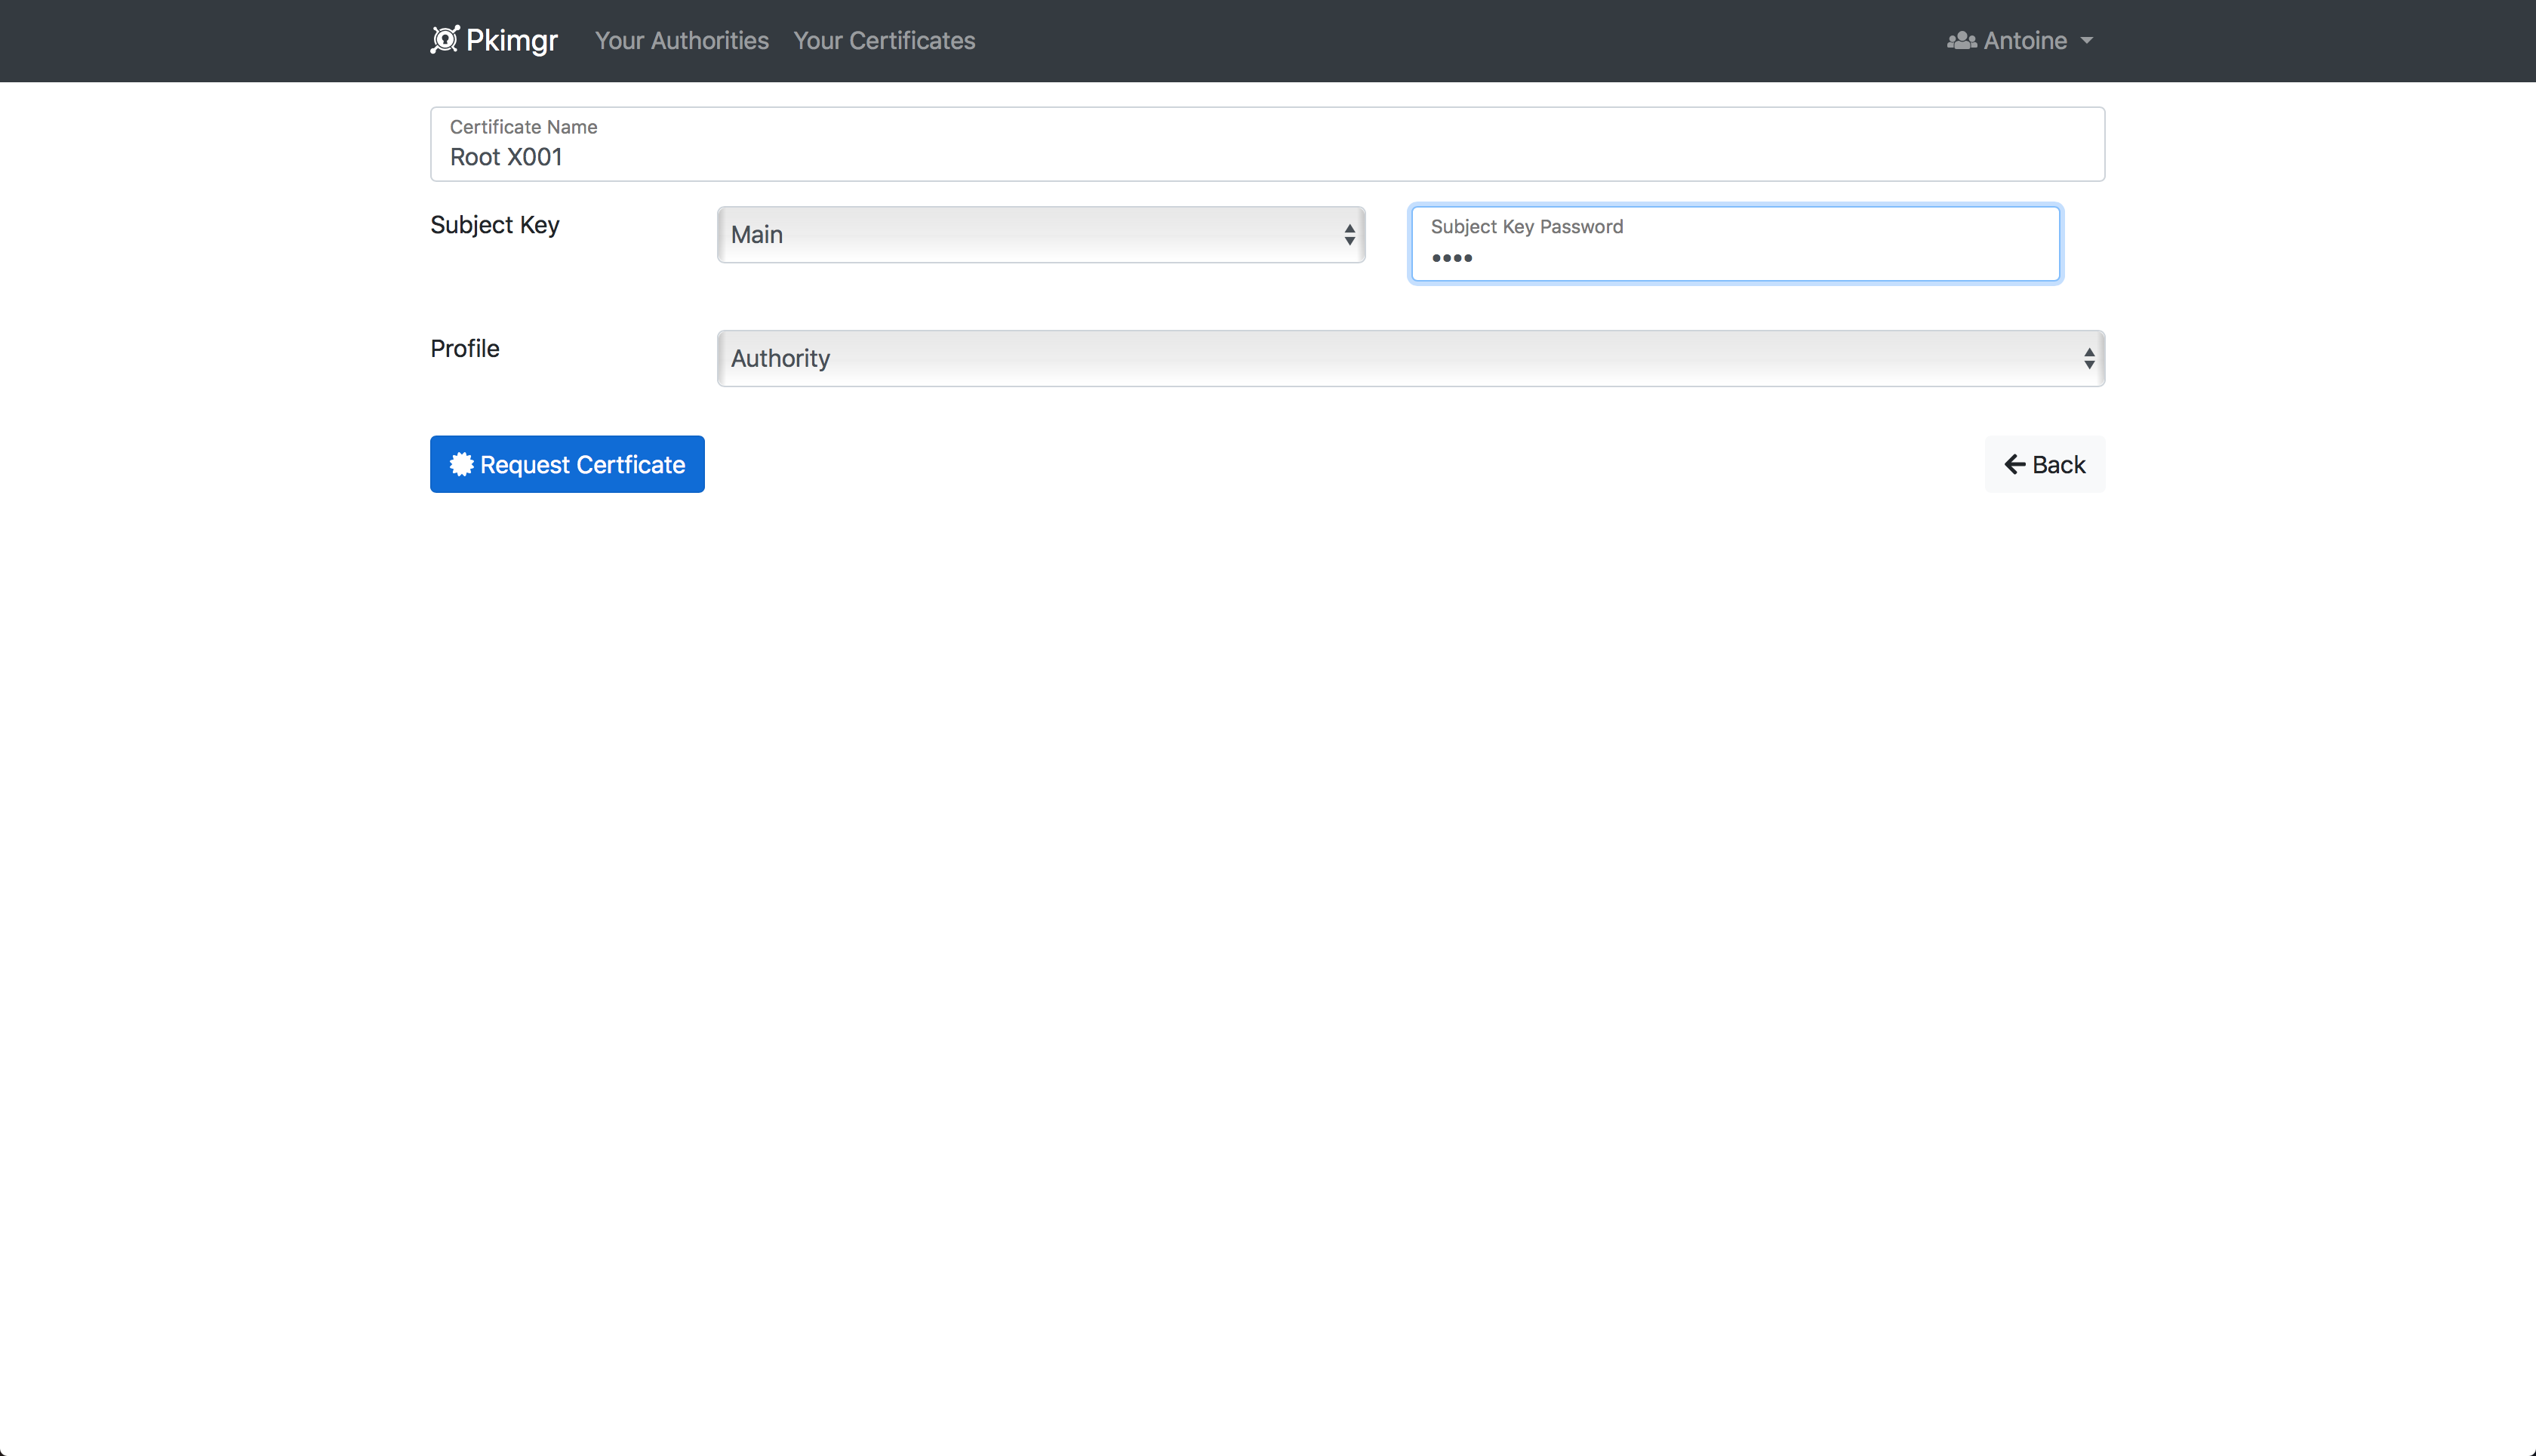 Pkimgr Your Authorities Your Certificates Antoine
Certificate Name
Root X001
Subject Key
Main
Subject Key Password
••••
Profile
Authority
Request Certficate
Back